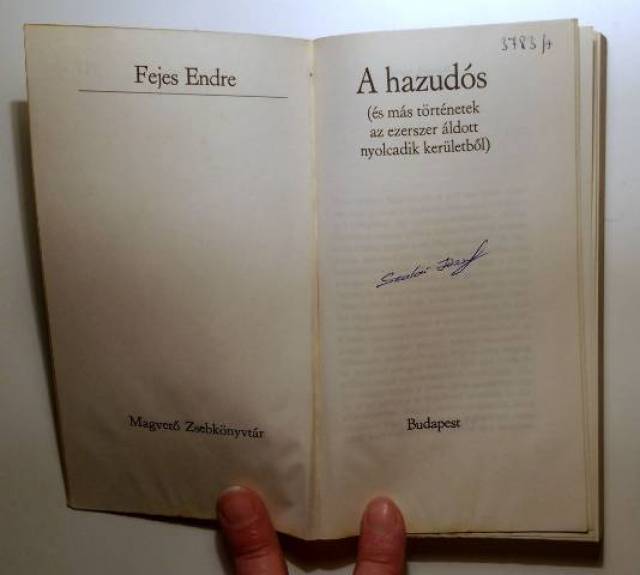 Fejes Endre
Magvető Zsebkönyvtár
3783/
A hazudós
(és más történetek
az ezerszer áldott
nyolcadik kerületből)
Budapest